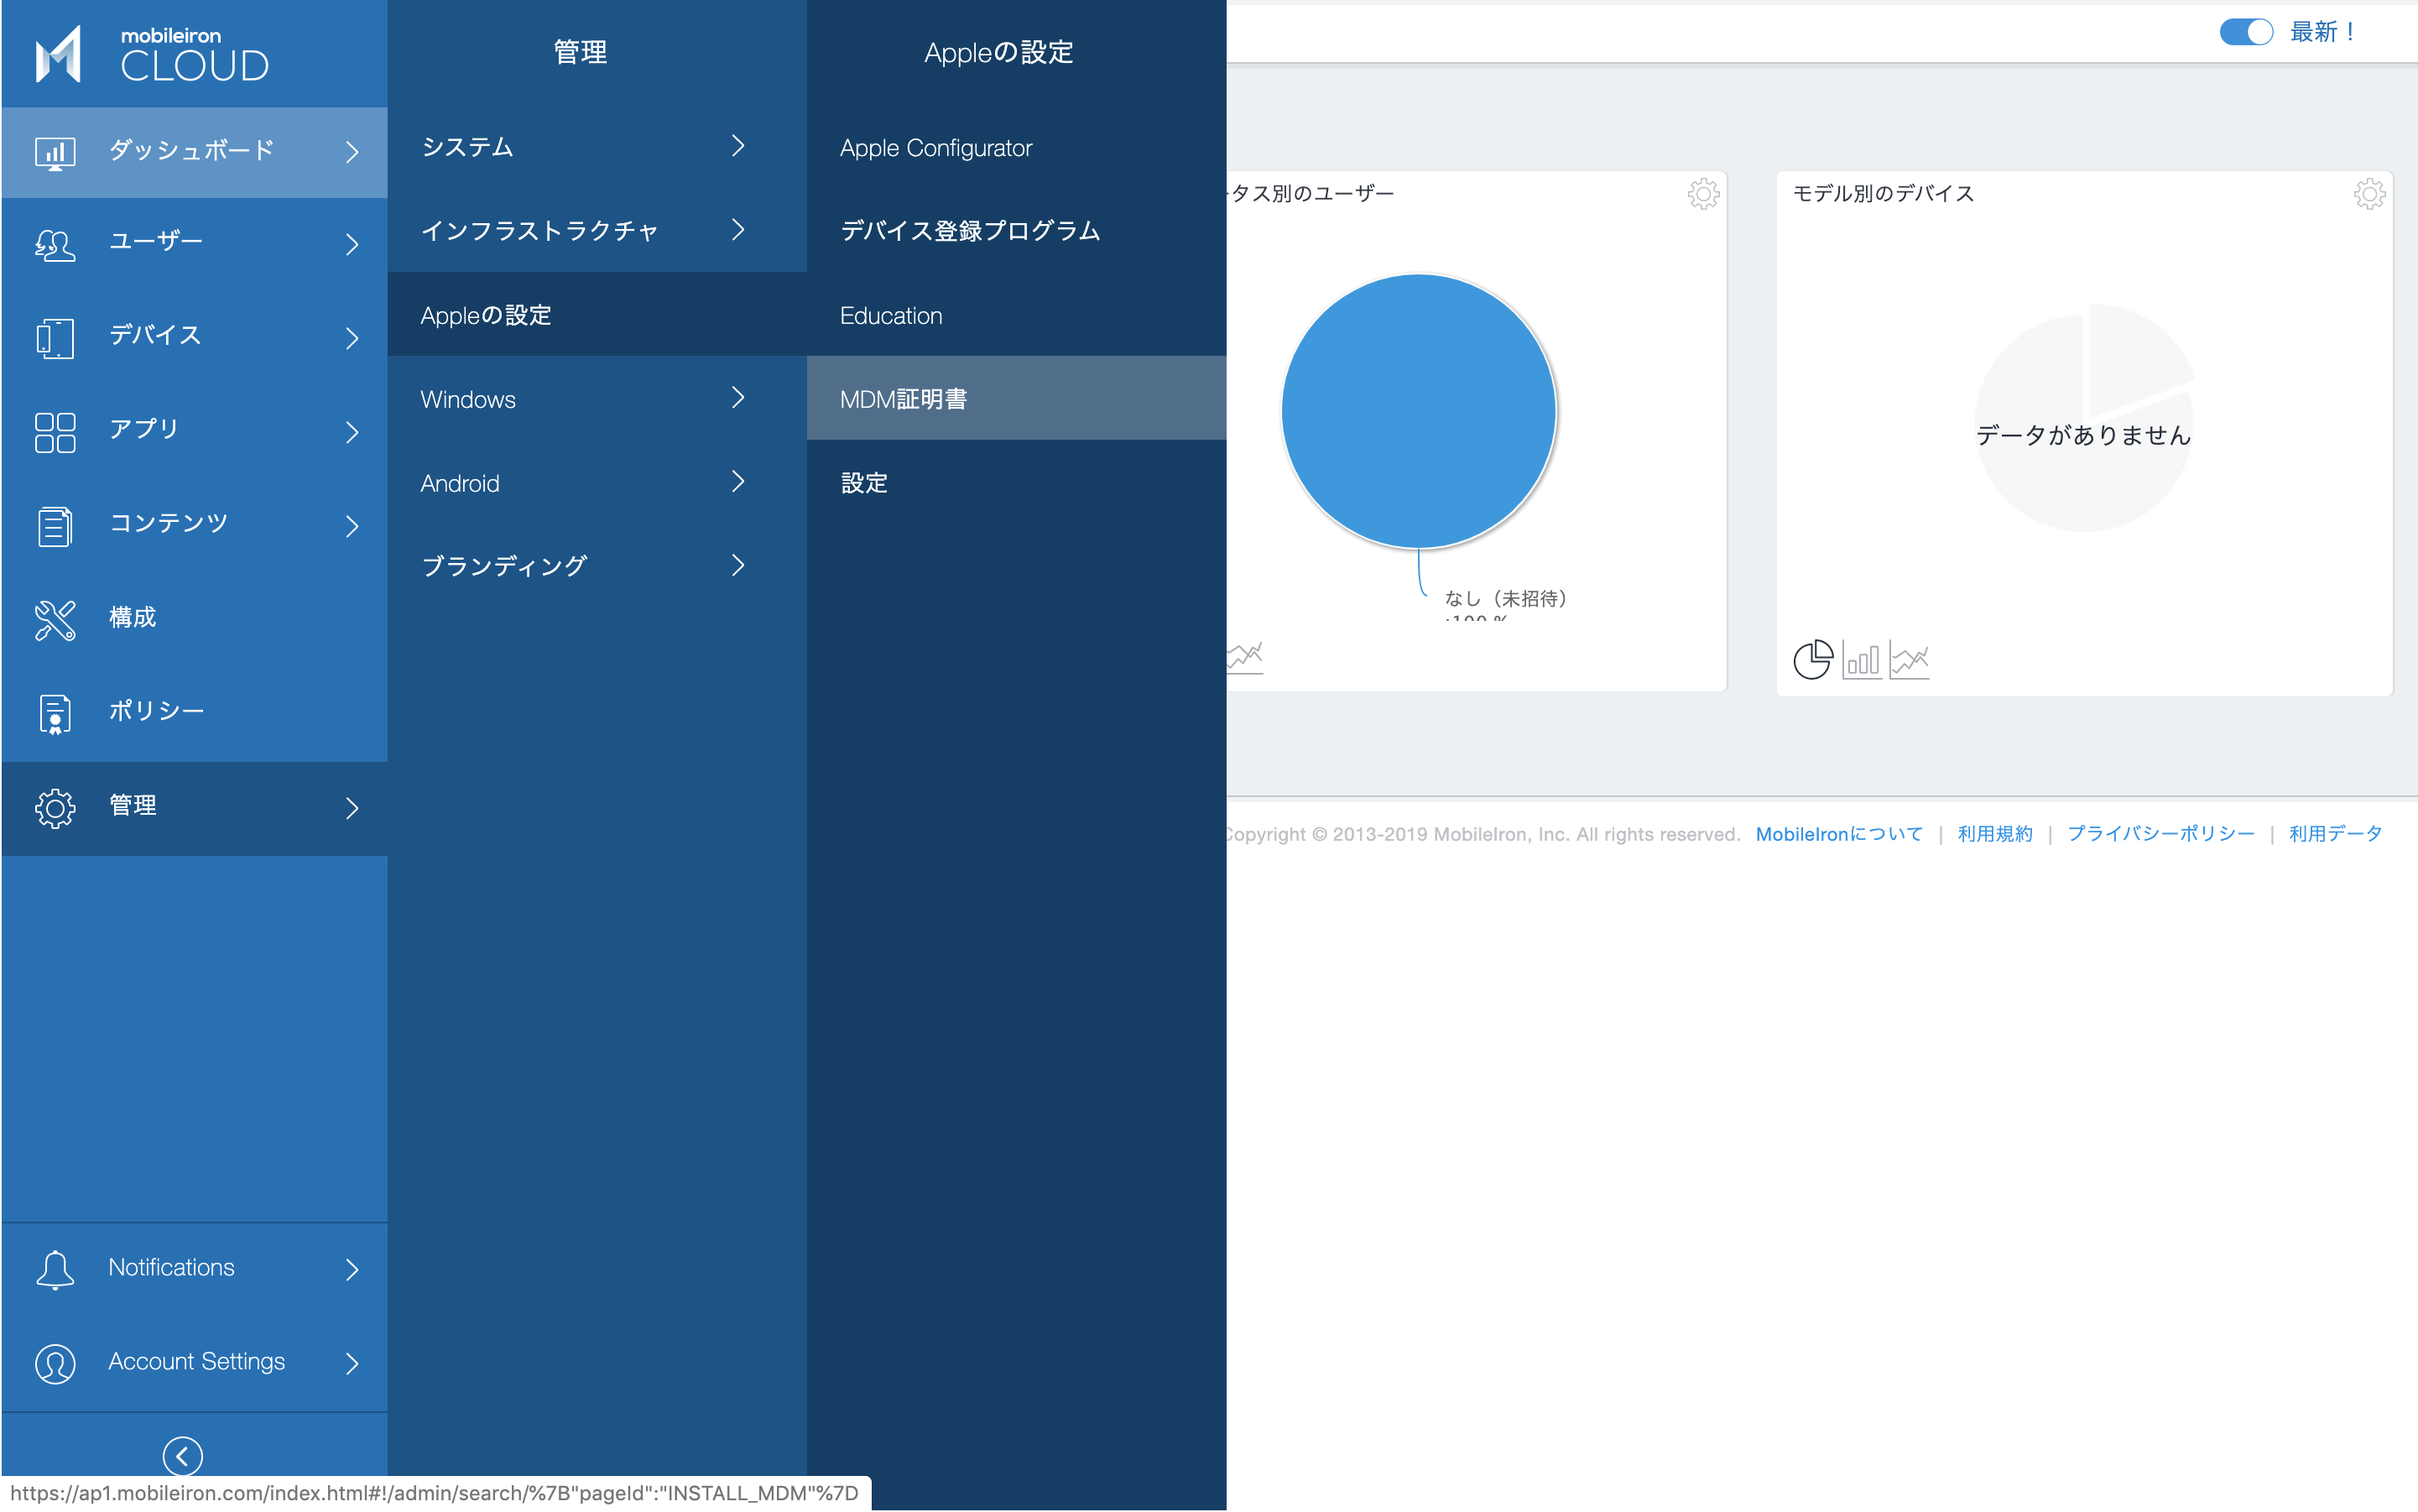 mobileiron
CLOUD
ダッシュボード
ユーザー
デバイス
アプリ
コンテンツ
構成
ポリシー
管理
Notifications
Account Settings
管理
システム
インフラストラクチャ
Appleの設定
Windows
Android
ブランディング
Appleの設定
Apple Configurator
デバイス登録プログラム
Education
MDM証明書
設定
最新！
タス別のユーザー
なし（未招待）
モデル別のデバイス
データがありません
Copyright © 2013-2019 MobileIron, Inc. All rights reserved. MobileIronについて | 利用規約 | プライバシーポリシー | 利用データ
https://ap1.mobileiron.com/index.html#!/admin/search/%7B"pageId":"INSTALL_MDM"%7D